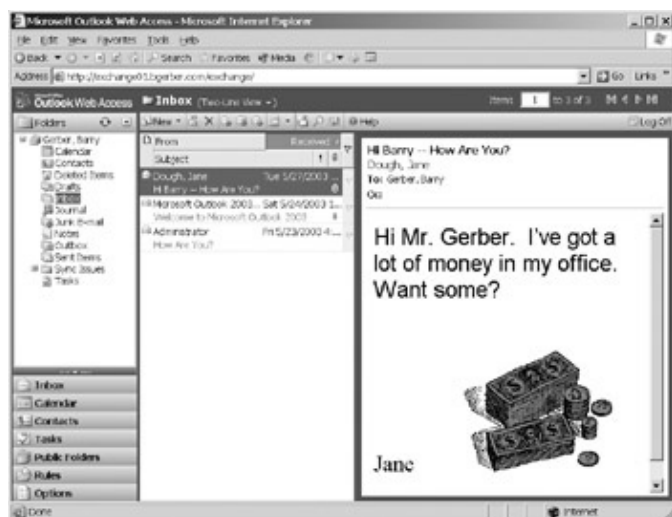 Microsoft Outlook Web Access - Microsoft Internet Explorer
File Edit View Favorites Tools Help
Back Search Favorites Media
Address http://exchange01.bgerber.com/exchange/ Go Links
Outlook Web Access Inbox (Two-Line View) Items 1 to 3 of 3
Folders New Help Log Off
Gerber, Barry
Calendar
Contacts
Deleted Items
Drafts
Inbox
Journal
Junk E-mail
Notes
Outbox
Sent Items
Sync Issues
Tasks
Inbox
Calendar
Contacts
Tasks
Public Folders
Rules
Options
From Received
Subject
Dough, Jane Tue 5/27/2003 ...
Hi Barry -- How Are You?
Microsoft Outlook 2003... Sat 5/24/2003 1...
Welcome to Microsoft Outlook 2003
Administrator Fri 5/23/2003 4:...
How Are You?
Hi Barry -- How Are You?
Dough, Jane
To: Gerber, Barry
Cc:
Hi Mr. Gerber. I've got a
lot of money in my office.
Want some?
Jane
Done Internet